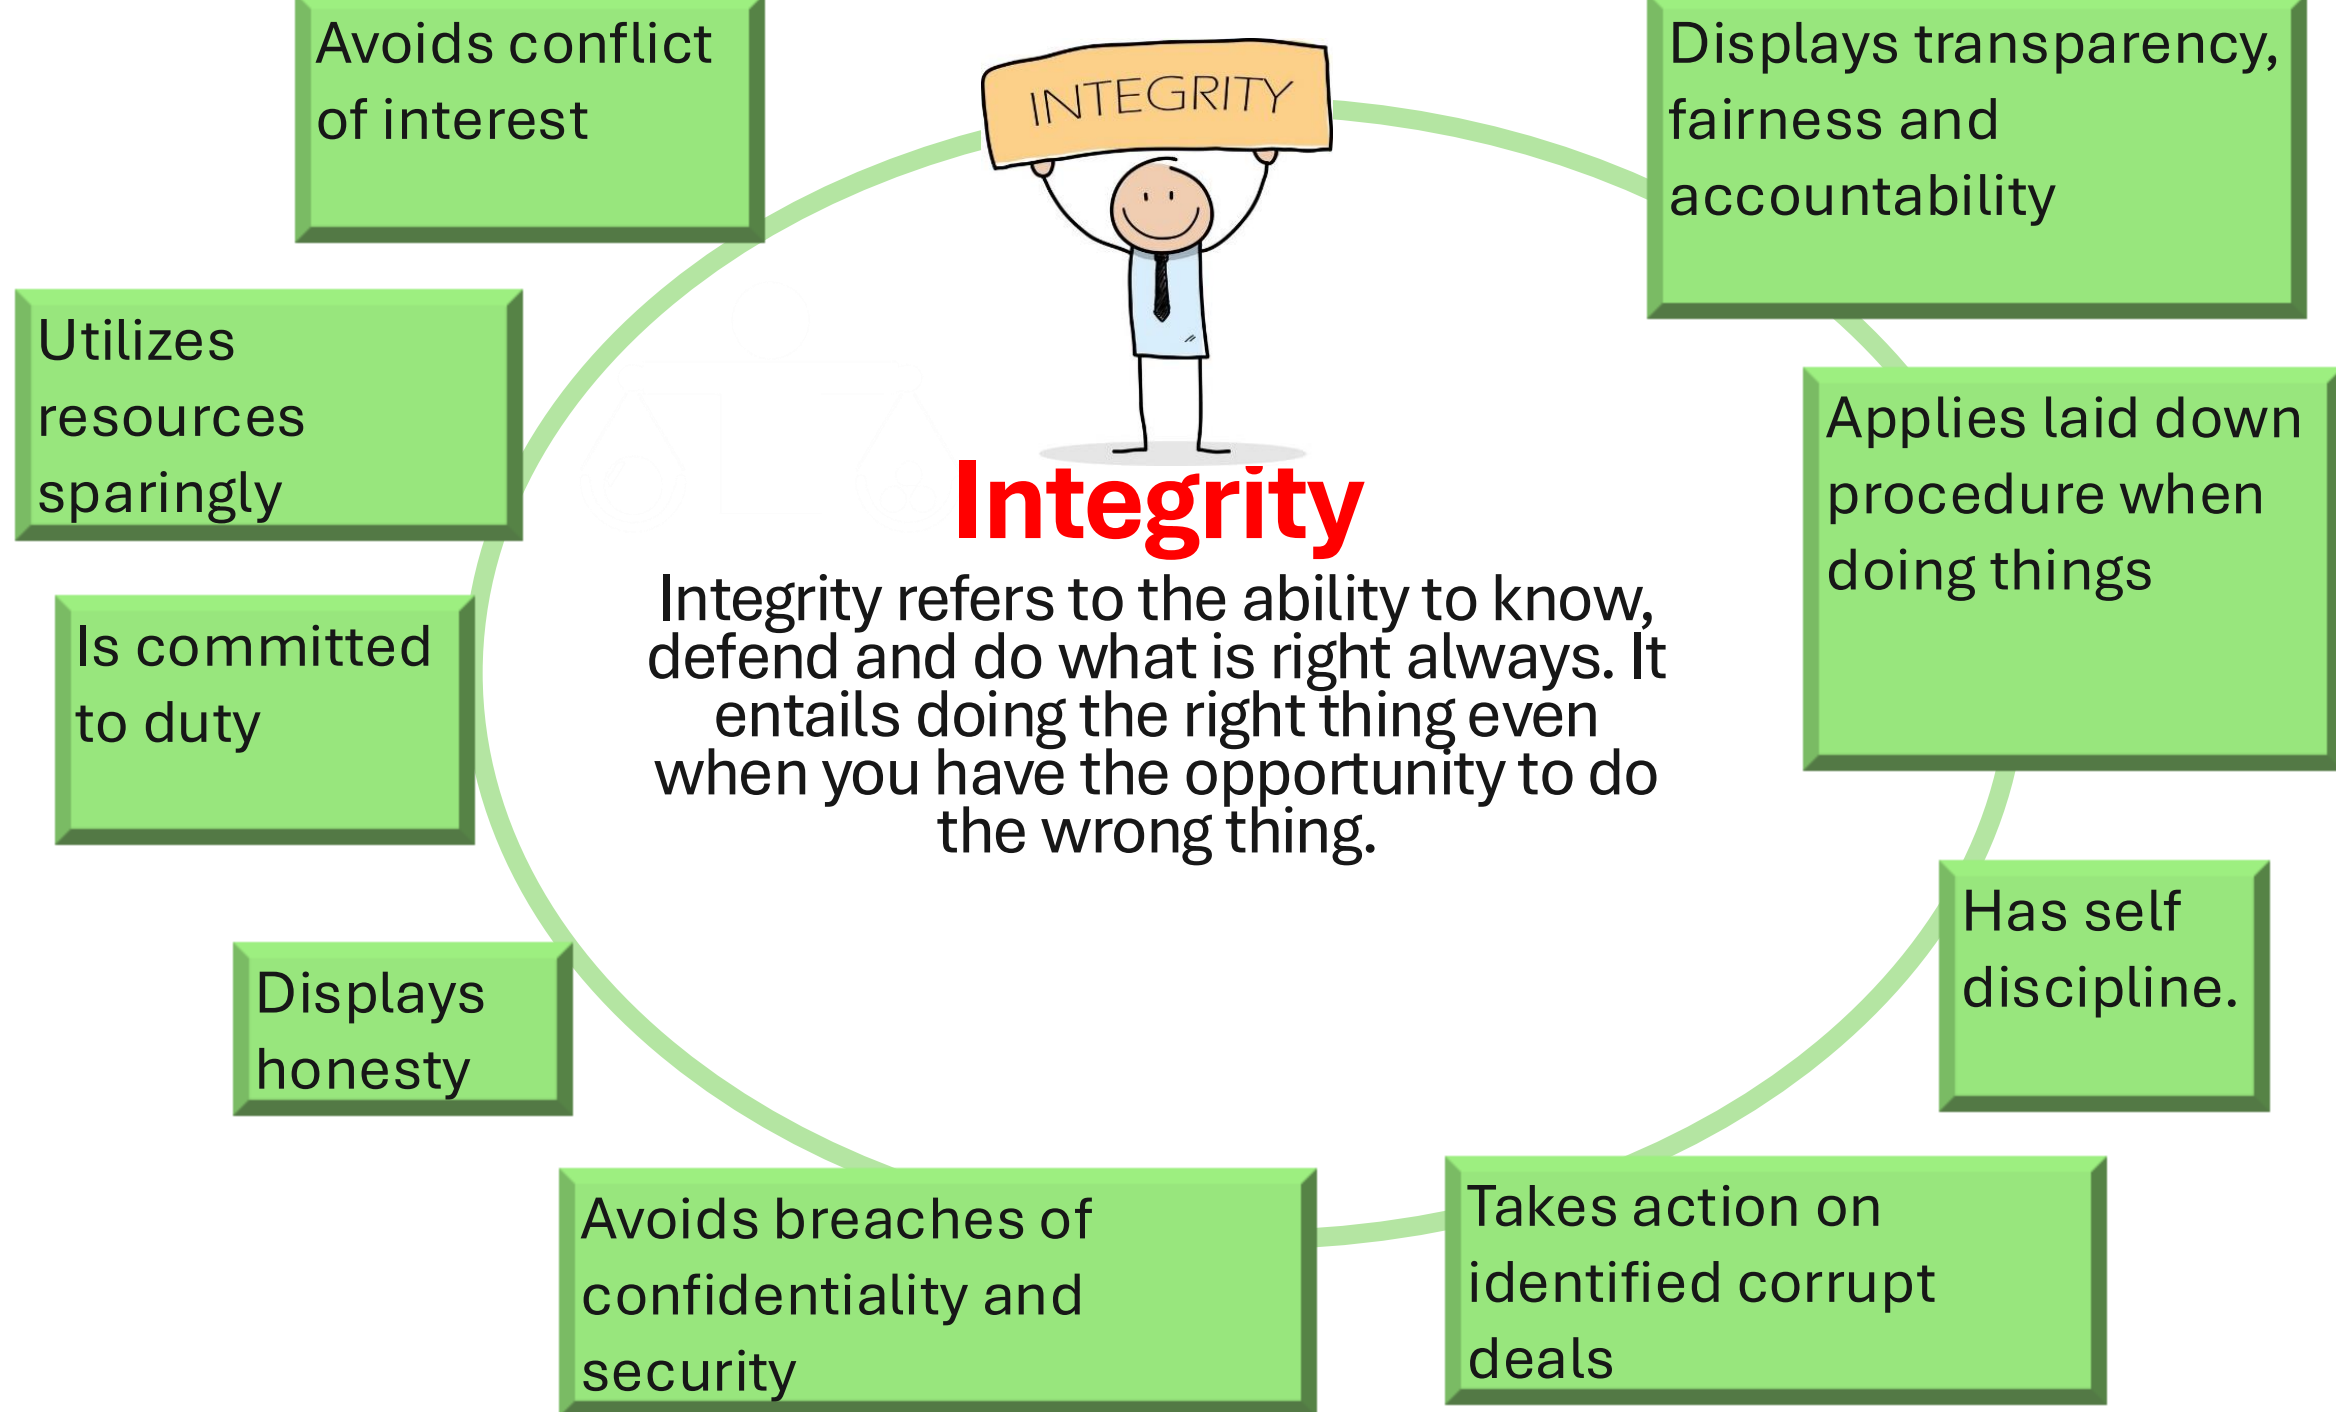 Avoids conflict
of interest
INTEGRITY
Displays transparency,
fairness and
accountability
Utilizes
resources
sparingly
Applies laid down
procedure when
doing things
Integrity
Integrity refers to the ability to know,
defend and do what is right always. It
entails doing the right thing even
when you have the opportunity to do
the wrong thing.
Is committed
to duty
Has self
discipline.
Displays
honesty
Avoids breaches of
confidentiality and
security
Takes action on
identified corrupt
deals